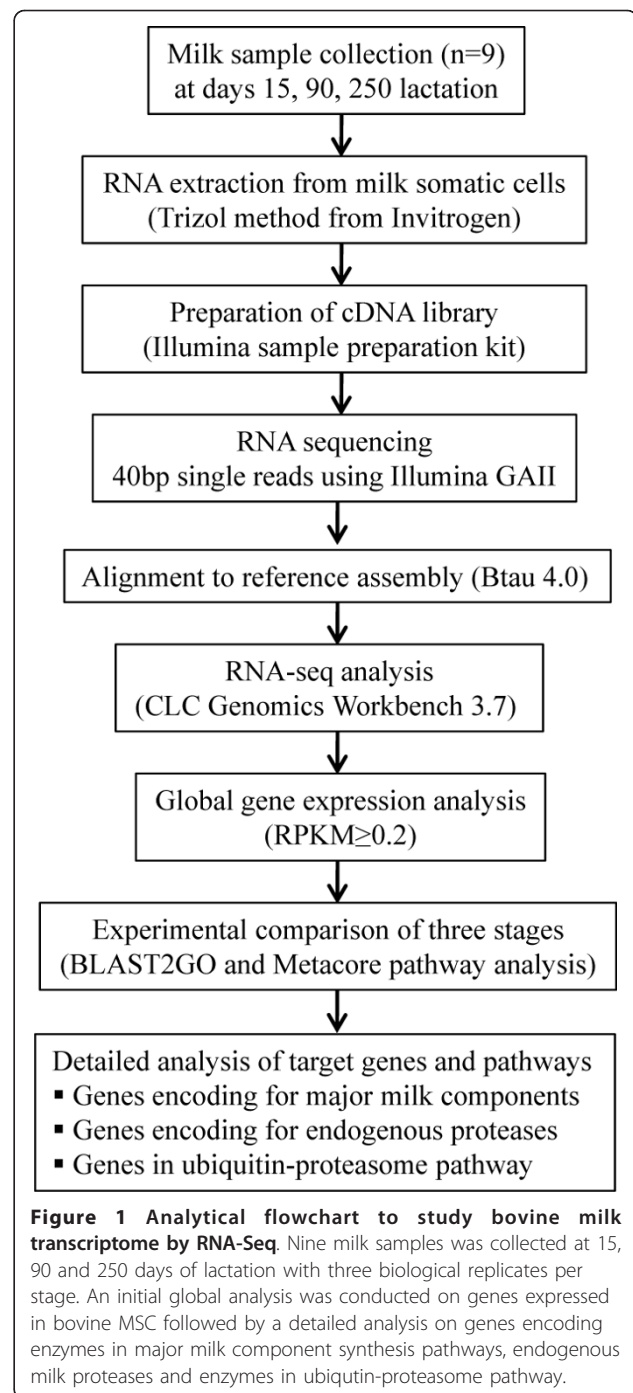 Milk sample collection (n=9)
at days 15, 90, 250 lactation
RNA extraction from milk somatic cells
(Trizol method from Invitrogen)
Preparation of cDNA library
(Illumina sample preparation kit)
RNA sequencing
40bp single reads using Illumina GAII
Alignment to reference assembly (Btau 4.0)
RNA-seq analysis
(CLC Genomics Workbench 3.7)
Global gene expression analysis
(RPKM≥0.2)
Experimental comparison of three stages
(BLAST2GO and Metacore pathway analysis)
Detailed analysis of target genes and pathways
▪ Genes encoding for major milk components
▪ Genes encoding for endogenous proteases
▪ Genes in ubiquitin-proteasome pathway
Figure 1 Analytical flowchart to study bovine milk
transcriptome by RNA-Seq. Nine milk samples was collected at 15,
90 and 250 days of lactation with three biological replicates per
stage. An initial global analysis was conducted on genes expressed
in bovine MSC followed by a detailed analysis on genes encoding
enzymes in major milk component synthesis pathways, endogenous
milk proteases and enzymes in ubiqutin-proteasome pathway.